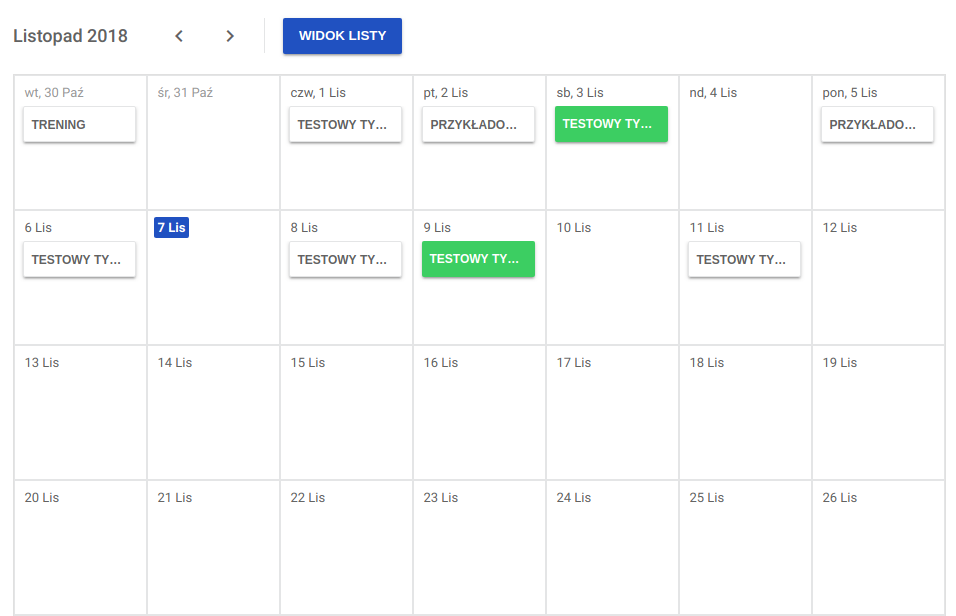 Listopad 2018
WIDOK LISTY
wt, 30 Paź
śr, 31 Paź
czw, 1 Lis
pt, 2 Lis
sb, 3 Lis
nd, 4 Lis
pon, 5 Lis
TRENING
TESTOWY TY...
PRZYKŁADO...
TESTOWY TY...
PRZYKŁADO...
6 Lis
7 Lis
8 Lis
9 Lis
10 Lis
11 Lis
12 Lis
TESTOWY TY...
TESTOWY TY...
TESTOWY TY...
TESTOWY TY...
13 Lis
14 Lis
15 Lis
16 Lis
17 Lis
18 Lis
19 Lis
20 Lis
21 Lis
22 Lis
23 Lis
24 Lis
25 Lis
26 Lis